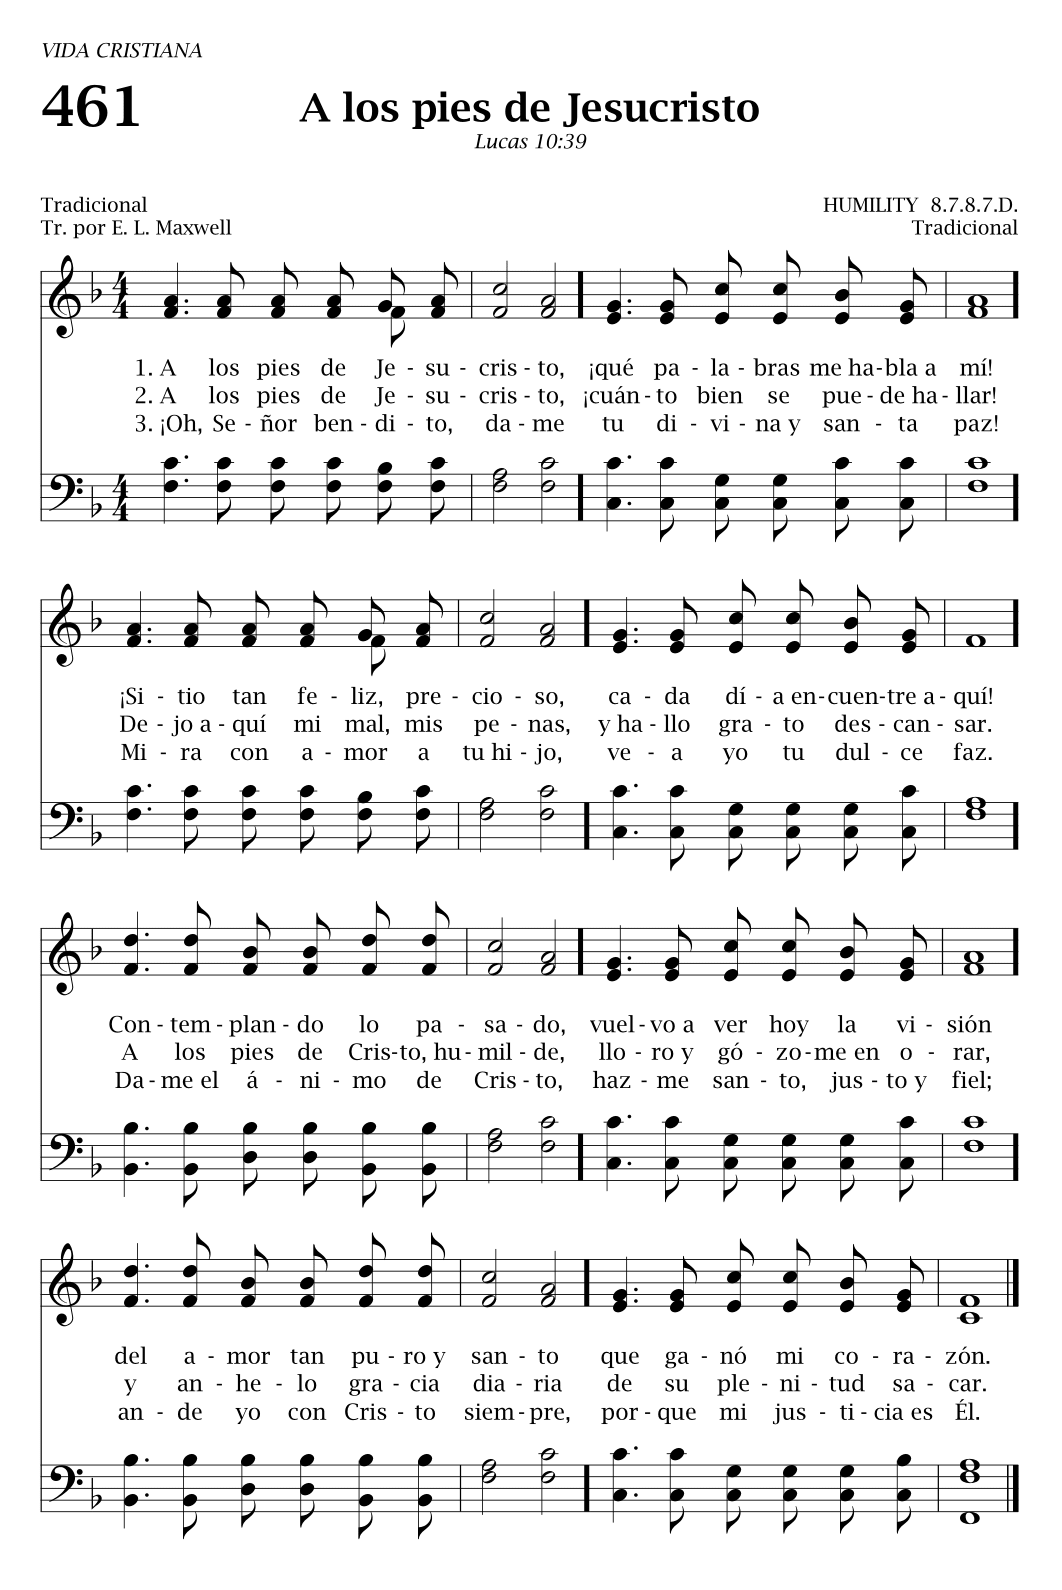 VIDA CRISTIANA
461 A los pies de Jesucristo
Lucas 10:39
Tradicional HUMILITY 8.7.8.7.D.
Tr. por E. L. Maxwell Tradicional
1. A los pies de Je - su - cris - to, ¡qué pa - la - bras me ha - bla a mí!
2. A los pies de Je - su - cris - to, ¡cuán - to bien se pue - de ha - llar!
3. ¡Oh, Se - ñor ben - di - to, da - me tu di - vi - na y san - ta paz!
¡Si - tio tan fe - liz, pre - cio - so, ca - da dí - a en - cuen - tre a - quí!
De - jo a - quí mi mal, mis pe - nas, y ha - llo gra - to des - can - sar.
Mi - ra con a - mor a tu hi - jo, ve - a yo tu dul - ce faz.
Con - tem - plan - do lo pa - sa - do, vuel - vo a ver hoy la vi - sión
A los pies de Cris - to, hu - mil - de, llo - ro y gó - zo - me en o - rar,
Da - me el á - ni - mo de Cris - to, haz - me san - to, jus - to y fiel;
del a - mor tan pu - ro y san - to que ga - nó mi co - ra - zón.
y an - he - lo gra - cia dia - ria de su ple - ni - tud sa - car.
an - de yo con Cris - to siem - pre, por - que mi jus - ti - cia es Él.